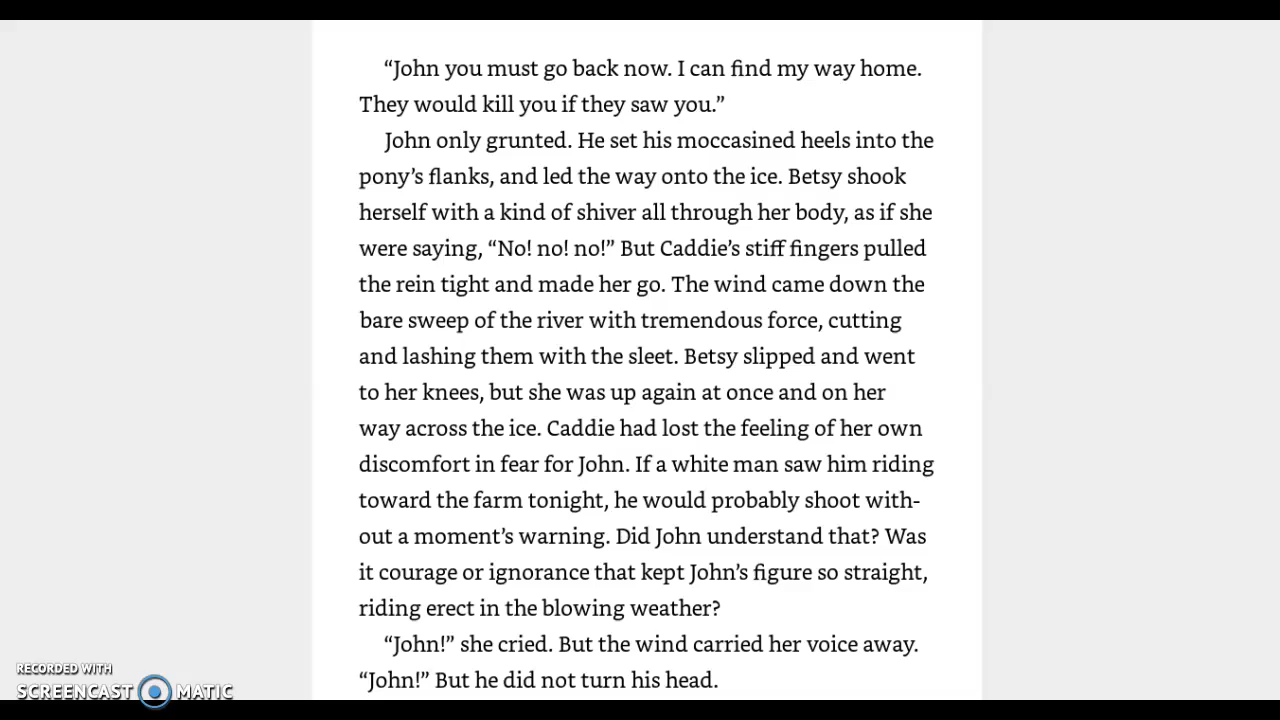 “John you must go back now. I can find my way home.
They would kill you if they saw you.”
John only grunted. He set his moccasined heels into the
pony’s flanks, and led the way onto the ice. Betsy shook
herself with a kind of shiver all through her body, as if she
were saying, “No! no! no!” But Caddie’s stiff fingers pulled
the rein tight and made her go. The wind came down the
bare sweep of the river with tremendous force, cutting
and lashing them with the sleet. Betsy slipped and went
to her knees, but she was up again at once and on her
way across the ice. Caddie had lost the feeling of her own
discomfort in fear for John. If a white man saw him riding
toward the farm tonight, he would probably shoot with-
out a moment’s warning. Did John understand that? Was
it courage or ignorance that kept John’s figure so straight,
riding erect in the blowing weather?
“John!” she cried. But the wind carried her voice away.
“John!” But he did not turn his head.
RECORDED WITH
SCREENCAST MATIC